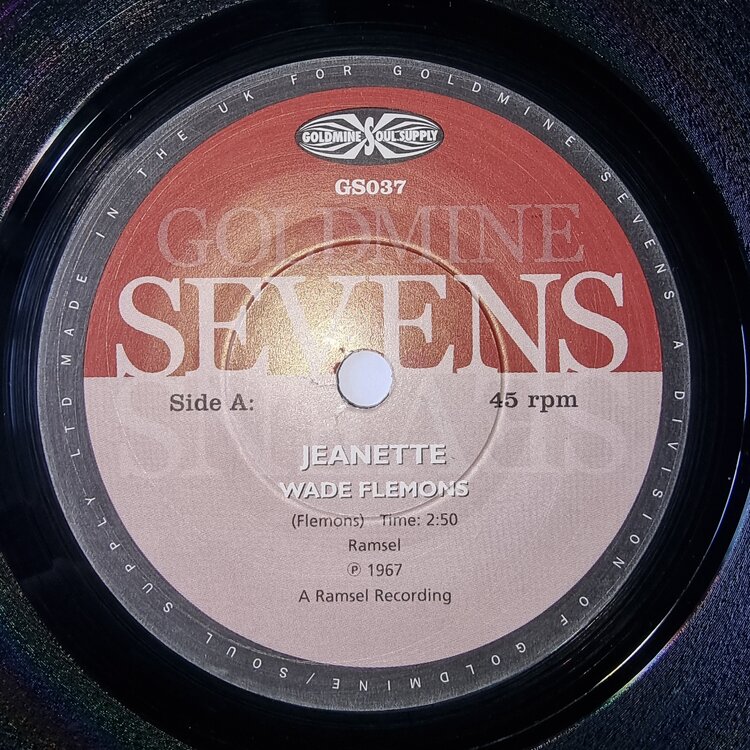 MADE IN THE UK FOR GOLDMINE SEVENS A DIVISION OF GOLDMINE/SOUL SUPPLY LTD
GOLDMINE SOUL SUPPLY
GS037
GOLDMINE
SEVENS
SEVENS
Side A: 45 rpm
JEANETTE
WADE FLEMONS
(Flemons) Time: 2:50
Ramsel
℗ 1967
A Ramsel Recording